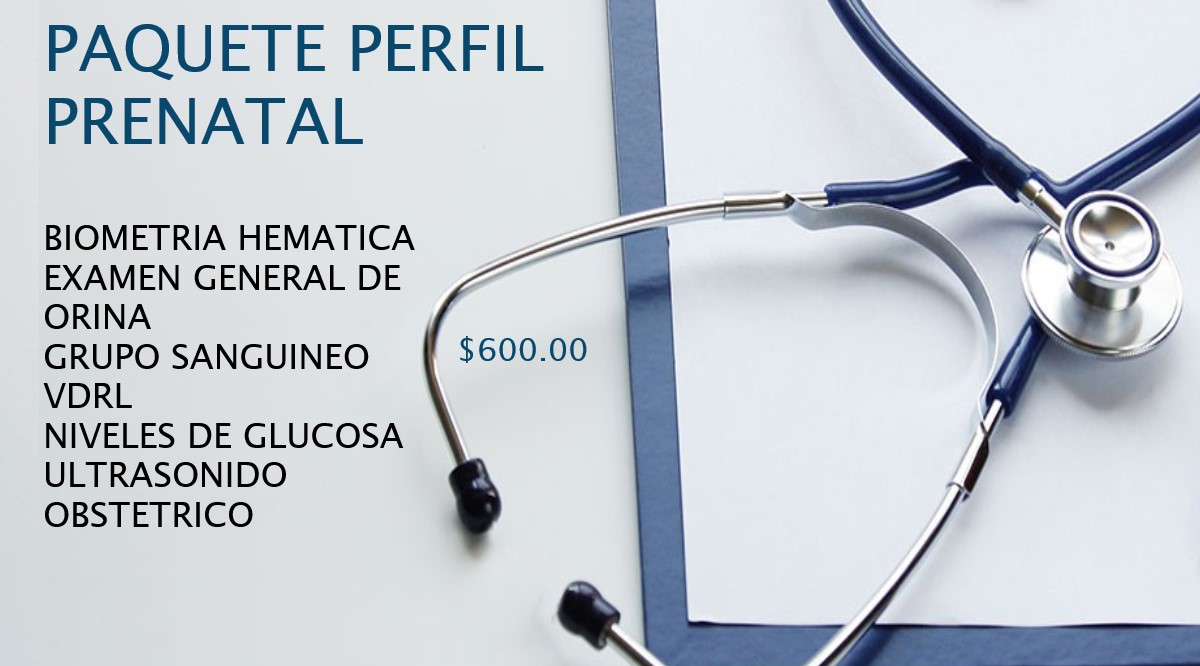 PAQUETE PERFIL
PRENATAL
BIOMETRIA HEMATICA
EXAMEN GENERAL DE
ORINA
GRUPO SANGUINEO
$600.00
VDRL
NIVELES DE GLUCOSA
ULTRASONIDO
OBSTETRICO